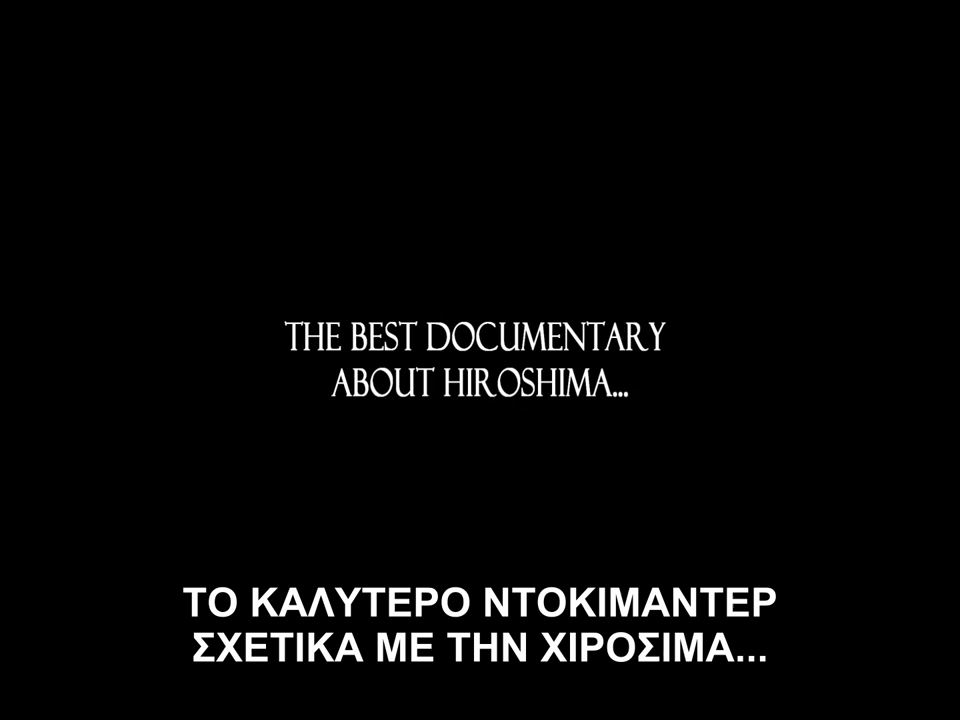 THE BEST DOCUMENTARY
ABOUT HIROSHIMA...
ΤΟ ΚΑΛΥΤΕΡΟ ΝΤΟΚΙΜΑΝΤΕΡ
ΣΧΕΤΙΚΑ ΜΕ ΤΗΝ ΧΙΡΟΣΙΜΑ...